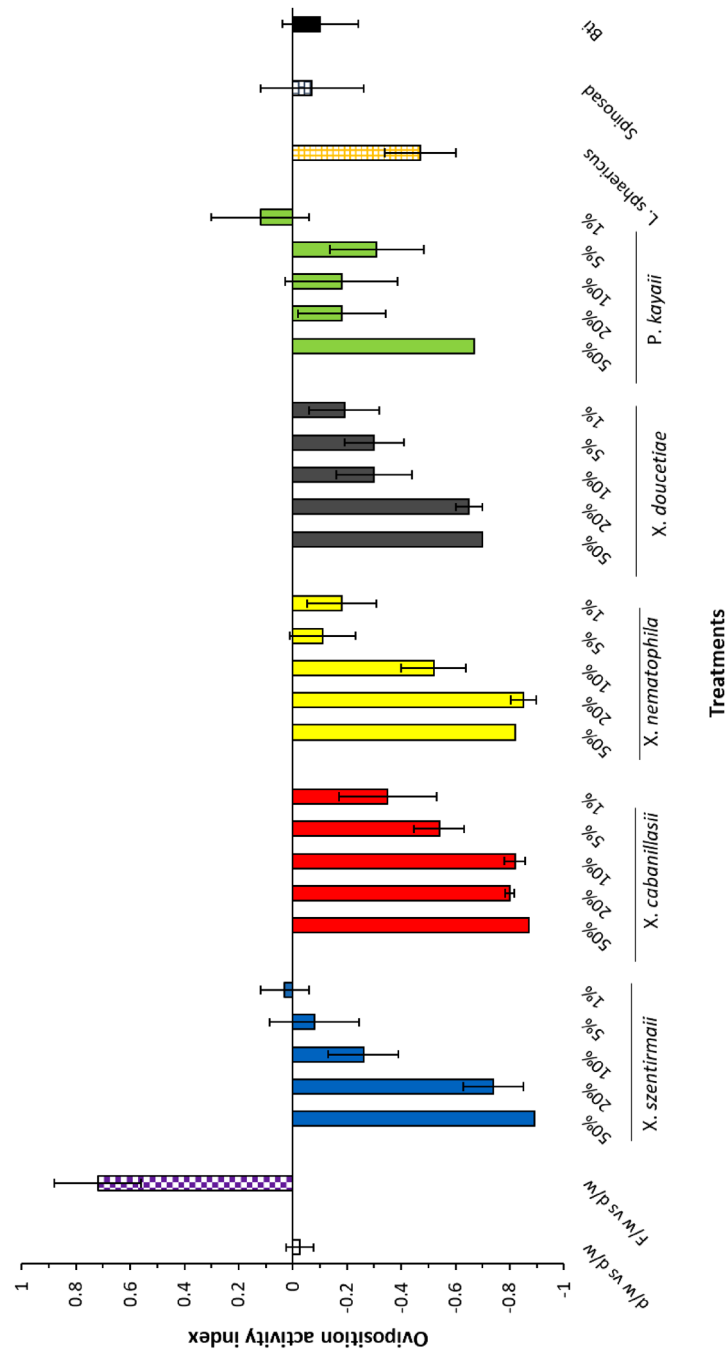 Oviposition activity index
1
0.8
0.6
0.4
0.2
0
-0.2
-0.4
-0.6
-0.8
-1
d/w vs d/w
F/w vs d/w
50% 20% 10% 5% 1%
X. szentirmaii
50% 20% 10% 5% 1%
X. cabanillasii
50% 20% 10% 5% 1%
X. nematophila
50% 20% 10% 5% 1%
X. doucetiae
50% 20% 10% 5% 1%
P. kayaii
L. sphaericus
Spinosad
Bti
Treatments